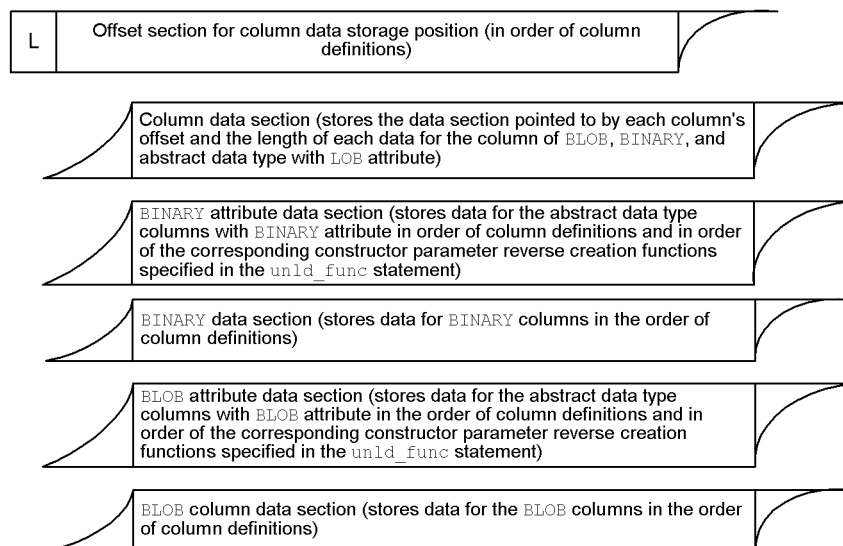 L
Offset section for column data storage position (in order of column
definitions)
Column data section (stores the data section pointed to by each column's
offset and the length of each data for the column of BLOB, BINARY, and
abstract data type with LOB attribute)
BINARY attribute data section (stores data for the abstract data type
columns with BINARY attribute in order of column definitions and in order
of the corresponding constructor parameter reverse creation functions
specified in the unld_func statement)
BINARY data section (stores data for BINARY columns in the order of
column definitions)
BLOB attribute data section (stores data for the abstract data type
columns with BLOB attribute in the order of column definitions and in
order of the corresponding constructor parameter reverse creation
functions specified in the unld_func statement)
BLOB column data section (stores data for the BLOB columns in the order
of column definitions)